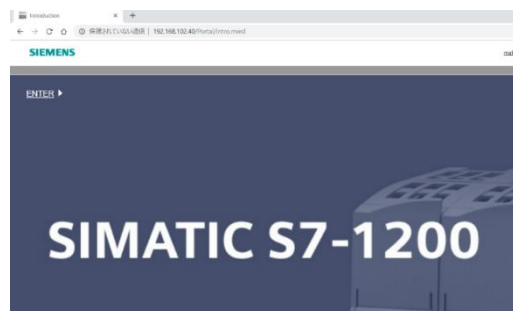 Introduction
保護されていない通信 | 192.168.102.40/Portal/Intro.mwsl
SIEMENS
ENTER
SIMATIC S7-1200